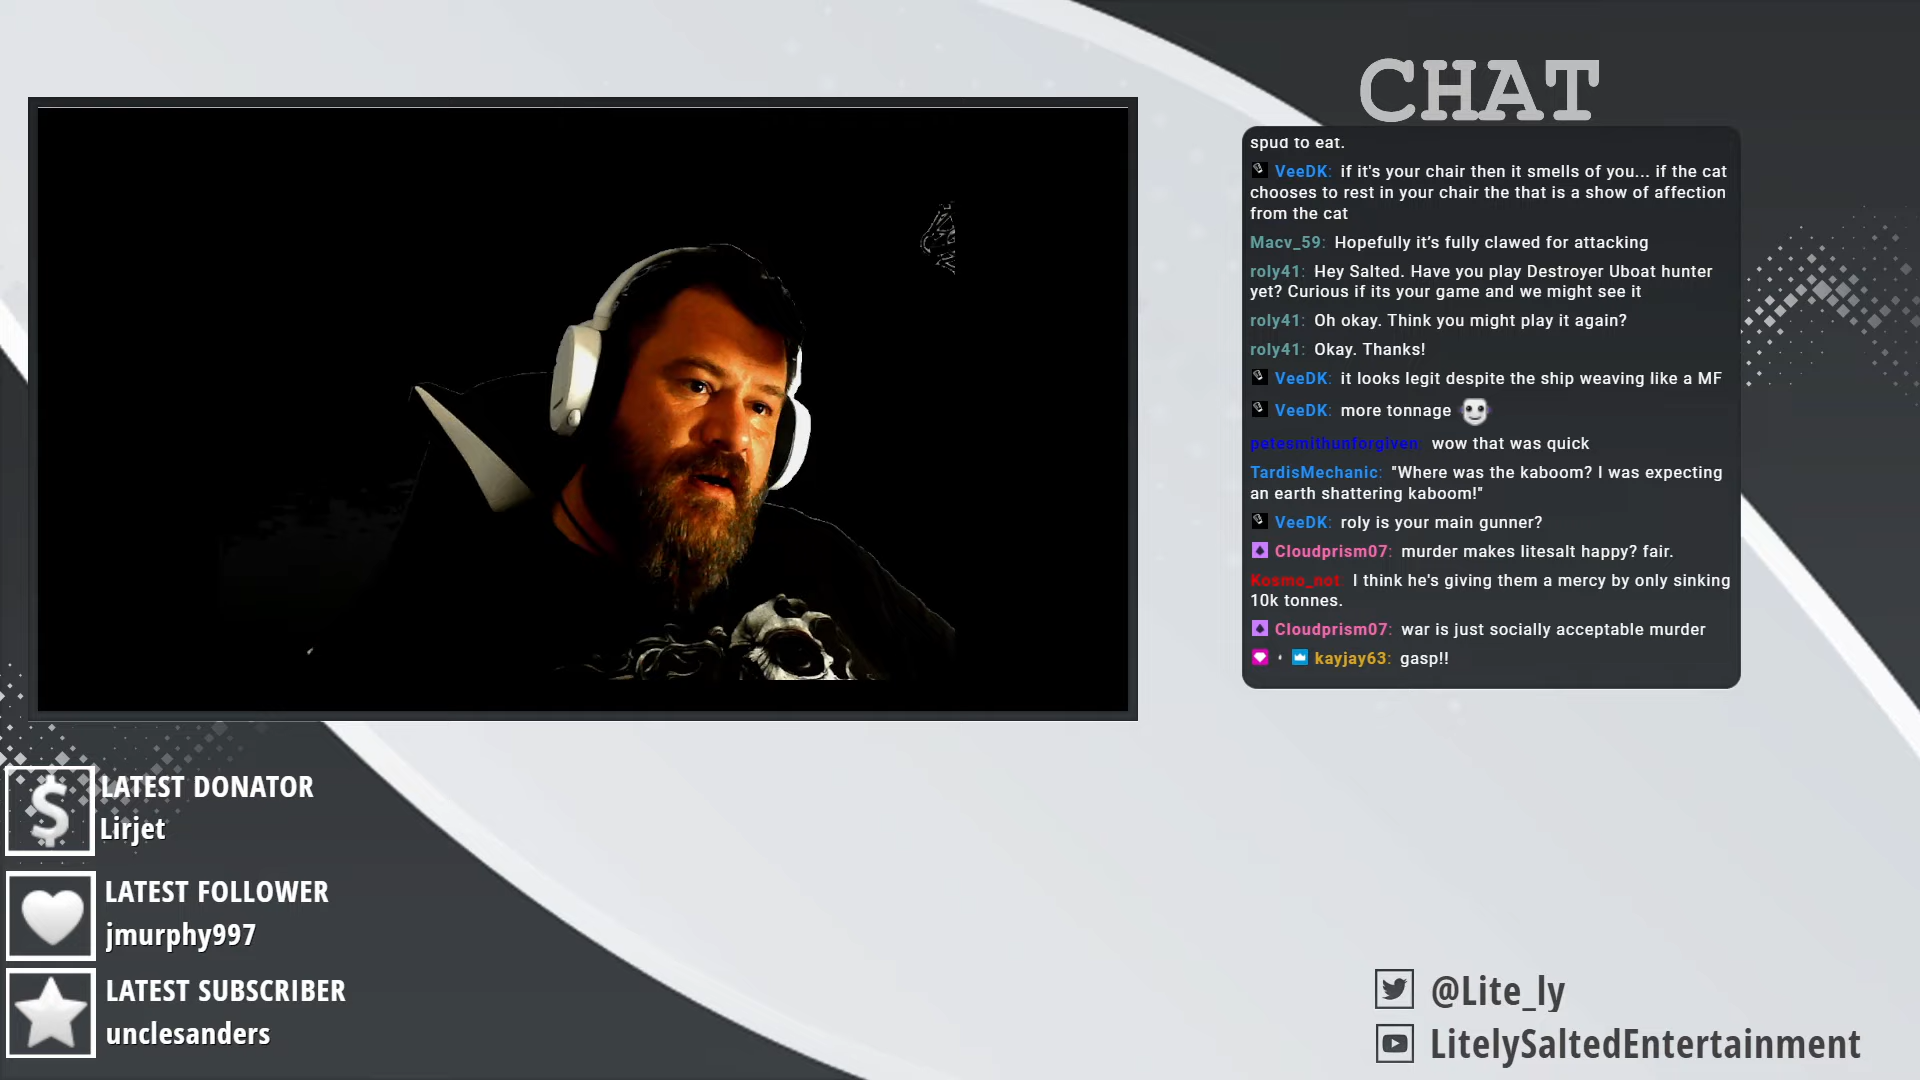 CHAT
spud to eat.
VeeDK: if it's your chair then it smells of you... if the cat
chooses to rest in your chair the that is a show of affection
from the cat
Macv_59: Hopefully it’s fully clawed for attacking
roly41: Hey Salted. Have you play Destroyer Uboat hunter
yet? Curious if its your game and we might see it
roly41: Oh okay. Think you might play it again?
roly41: Okay. Thanks!
VeeDK: it looks legit despite the ship weaving like a MF
VeeDK: more tonnage
petesmithunforgiven: wow that was quick
TardisMechanic: "Where was the kaboom? I was expecting
an earth shattering kaboom!"
VeeDK: roly is your main gunner?
Cloudprism07: murder makes litesalt happy? fair.
Kosmo_not: I think he's giving them a mercy by only sinking
10k tonnes.
Cloudprism07: war is just socially acceptable murder
kayjay63: gasp!!
LATEST DONATOR
Lirjet
LATEST FOLLOWER
jmurphy997
LATEST SUBSCRIBER
unclesanders
@Lite_ly
LitelySaltedEntertainment